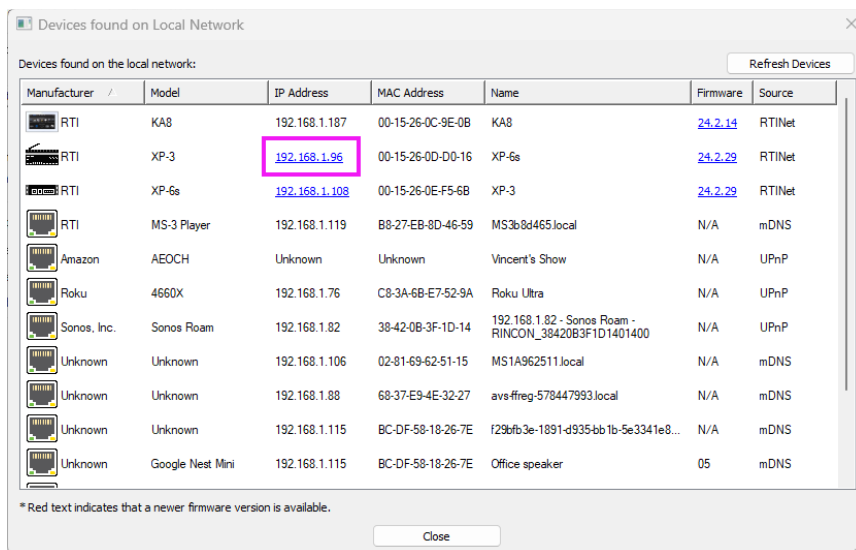 Devices found on Local Network
Devices found on the local network:
Refresh Devices
Manufacturer Model IP Address MAC Address Name Firmware Source
RTI KA8 192.168.1.187 00-15-26-0C-9E-0B KA8 24.2.14 RTINet
RTI XP-3 192.168.1.96 00-15-26-0D-D0-16 XP-6s 24.2.29 RTINet
RTI XP-6s 192.168.1.108 00-15-26-0E-F5-6B XP-3 24.2.29 RTINet
RTI MS-3 Player 192.168.1.119 B8-27-EB-8D-46-59 MS3b8d465.local N/A mDNS
Amazon AEOCH Unknown Unknown Vincent's Show N/A UPnP
Roku 4660X 192.168.1.76 C8-3A-6B-E7-52-9A Roku Ultra N/A UPnP
Sonos, Inc. Sonos Roam 192.168.1.82 38-42-0B-3F-1D-14 192.168.1.82 - Sonos Roam - N/A UPnP
RINCON_38420B3F1D1401400
Unknown Unknown 192.168.1.106 02-81-69-62-51-15 MS1A962511.local N/A mDNS
Unknown Unknown 192.168.1.88 68-37-E9-4E-32-27 avs-ffreg-578447993.local N/A mDNS
Unknown Unknown 192.168.1.115 BC-DF-58-18-26-7E f29bfb3e-1891-d935-bb1b-5e3341e8... N/A mDNS
Unknown Google Nest Mini 192.168.1.115 BC-DF-58-18-26-7E Office speaker 05 mDNS
*Red text indicates that a newer firmware version is available.
Close